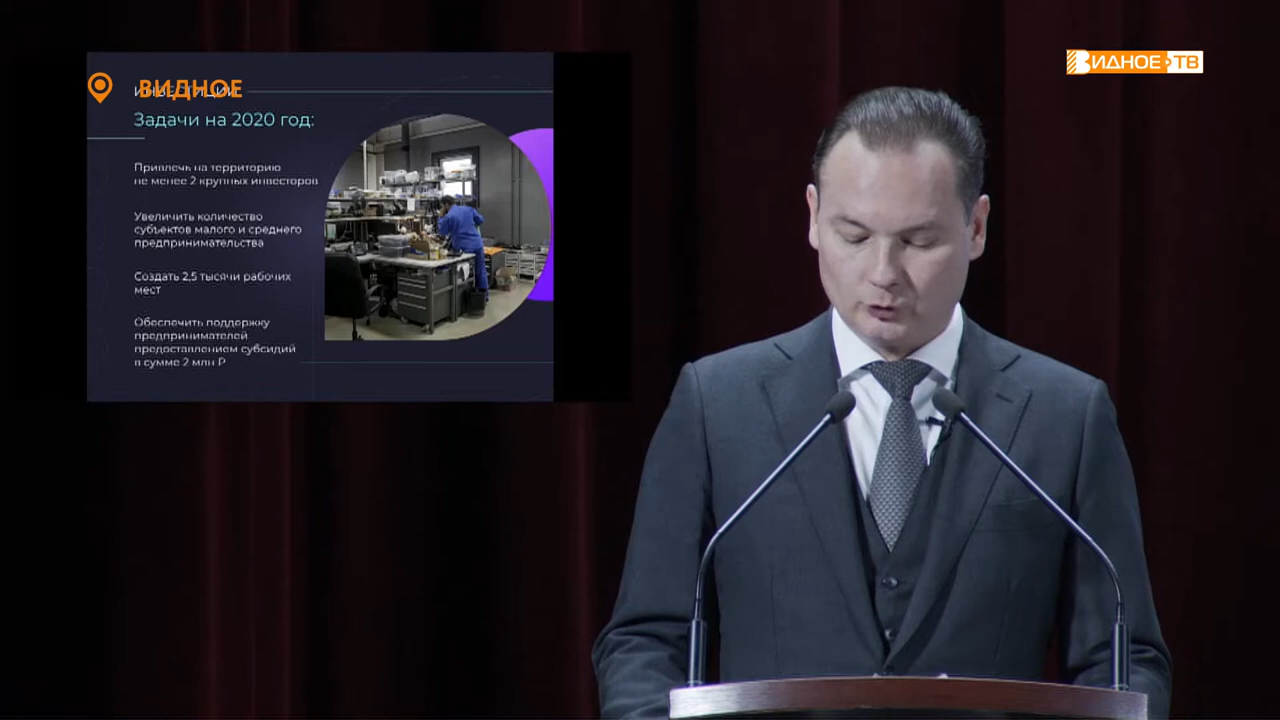 ВИДНОЕ
ИНВЕСТИЦИИ
Задачи на 2020 год:
Привлечь на территорию
не менее 2 крупных инвесторов
Увеличить количество
субъектов малого и среднего
предпринимательства
Создать 2,5 тысячи рабочих
мест
Обеспечить поддержку
предпринимателей
предоставлением субсидий
в сумме 2 млн ₽
ВИДНОЕ ТВ